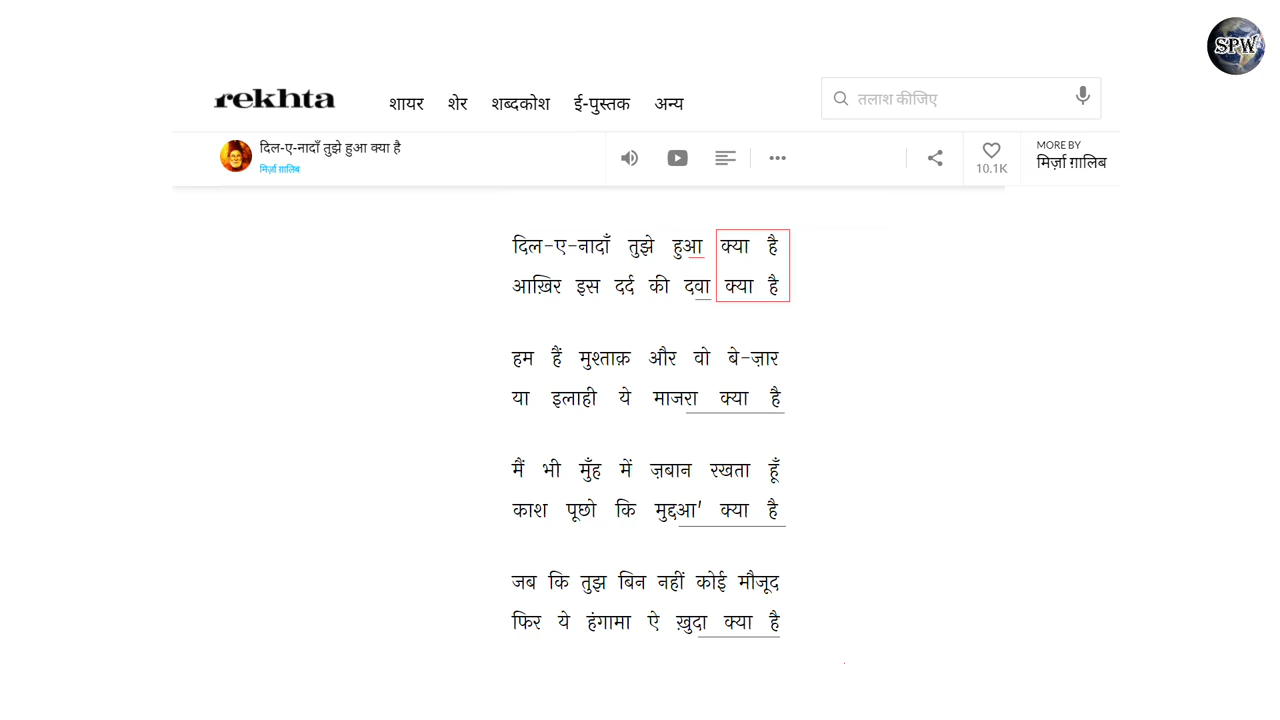 SPW
rekhta
शायर शेर शब्दकोश ई-पुस्तक अन्य
तलाश कीजिए
दिल-ए-नादाँ तुझे हुआ क्या है
मिर्ज़ा ग़ालिब
10.1K
MORE BY
मिर्ज़ा ग़ालिब
दिल-ए-नादाँ तुझे हुआ क्या है
आख़िर इस दर्द की दवा क्या है
हम हैं मुश्ताक़ और वो बे-ज़ार
या इलाही ये माजरा क्या है
मैं भी मुँह में ज़बान रखता हूँ
काश पूछो कि मुद्दआ' क्या है
जब कि तुझ बिन नहीं कोई मौजूद
फिर ये हंगामा ऐ ख़ुदा क्या है